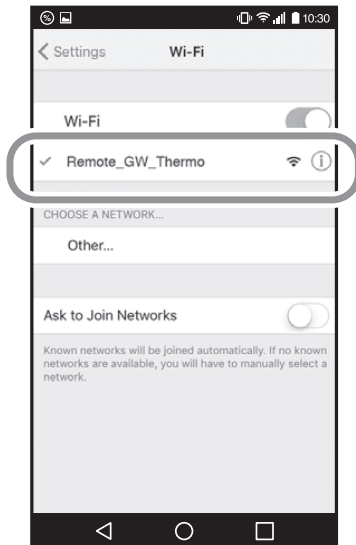 10:30
Settings
Wi-Fi
Wi-Fi
Remote_GW_Thermo
CHOOSE A NETWORK...
Other...
Ask to Join Networks
Known networks will be joined automatically. If no known
networks are available, you will have to manually select a
network.